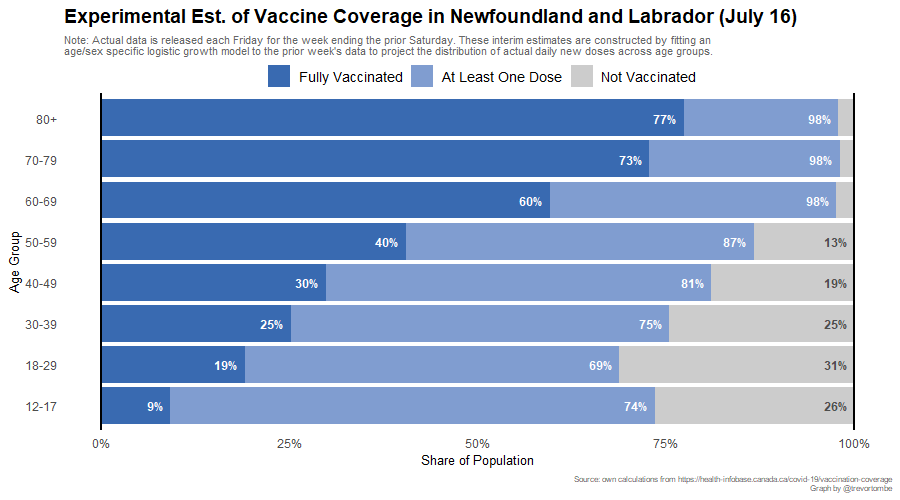 Experimental Est. of Vaccine Coverage in Newfoundland and Labrador (July 16)
Note: Actual data is released each Friday for the week ending the prior Saturday. These interim estimates are constructed by fitting an
age/sex specific logistic growth model to the prior week's data to project the distribution of actual daily new doses across age groups.
Fully Vaccinated At Least One Dose Not Vaccinated
Age Group
80+ 77% 98%
70-79 73% 98%
60-69 60% 98%
50-59 40% 87% 13%
40-49 30% 81% 19%
30-39 25% 75% 25%
18-29 19% 69% 31%
12-17 9% 74% 26%
0% 25% 50% 75% 100%
Share of Population
Source: own calculations from https://health-infobase.canada.ca/covid-19/vaccination-coverage
Graph by @trevortombe